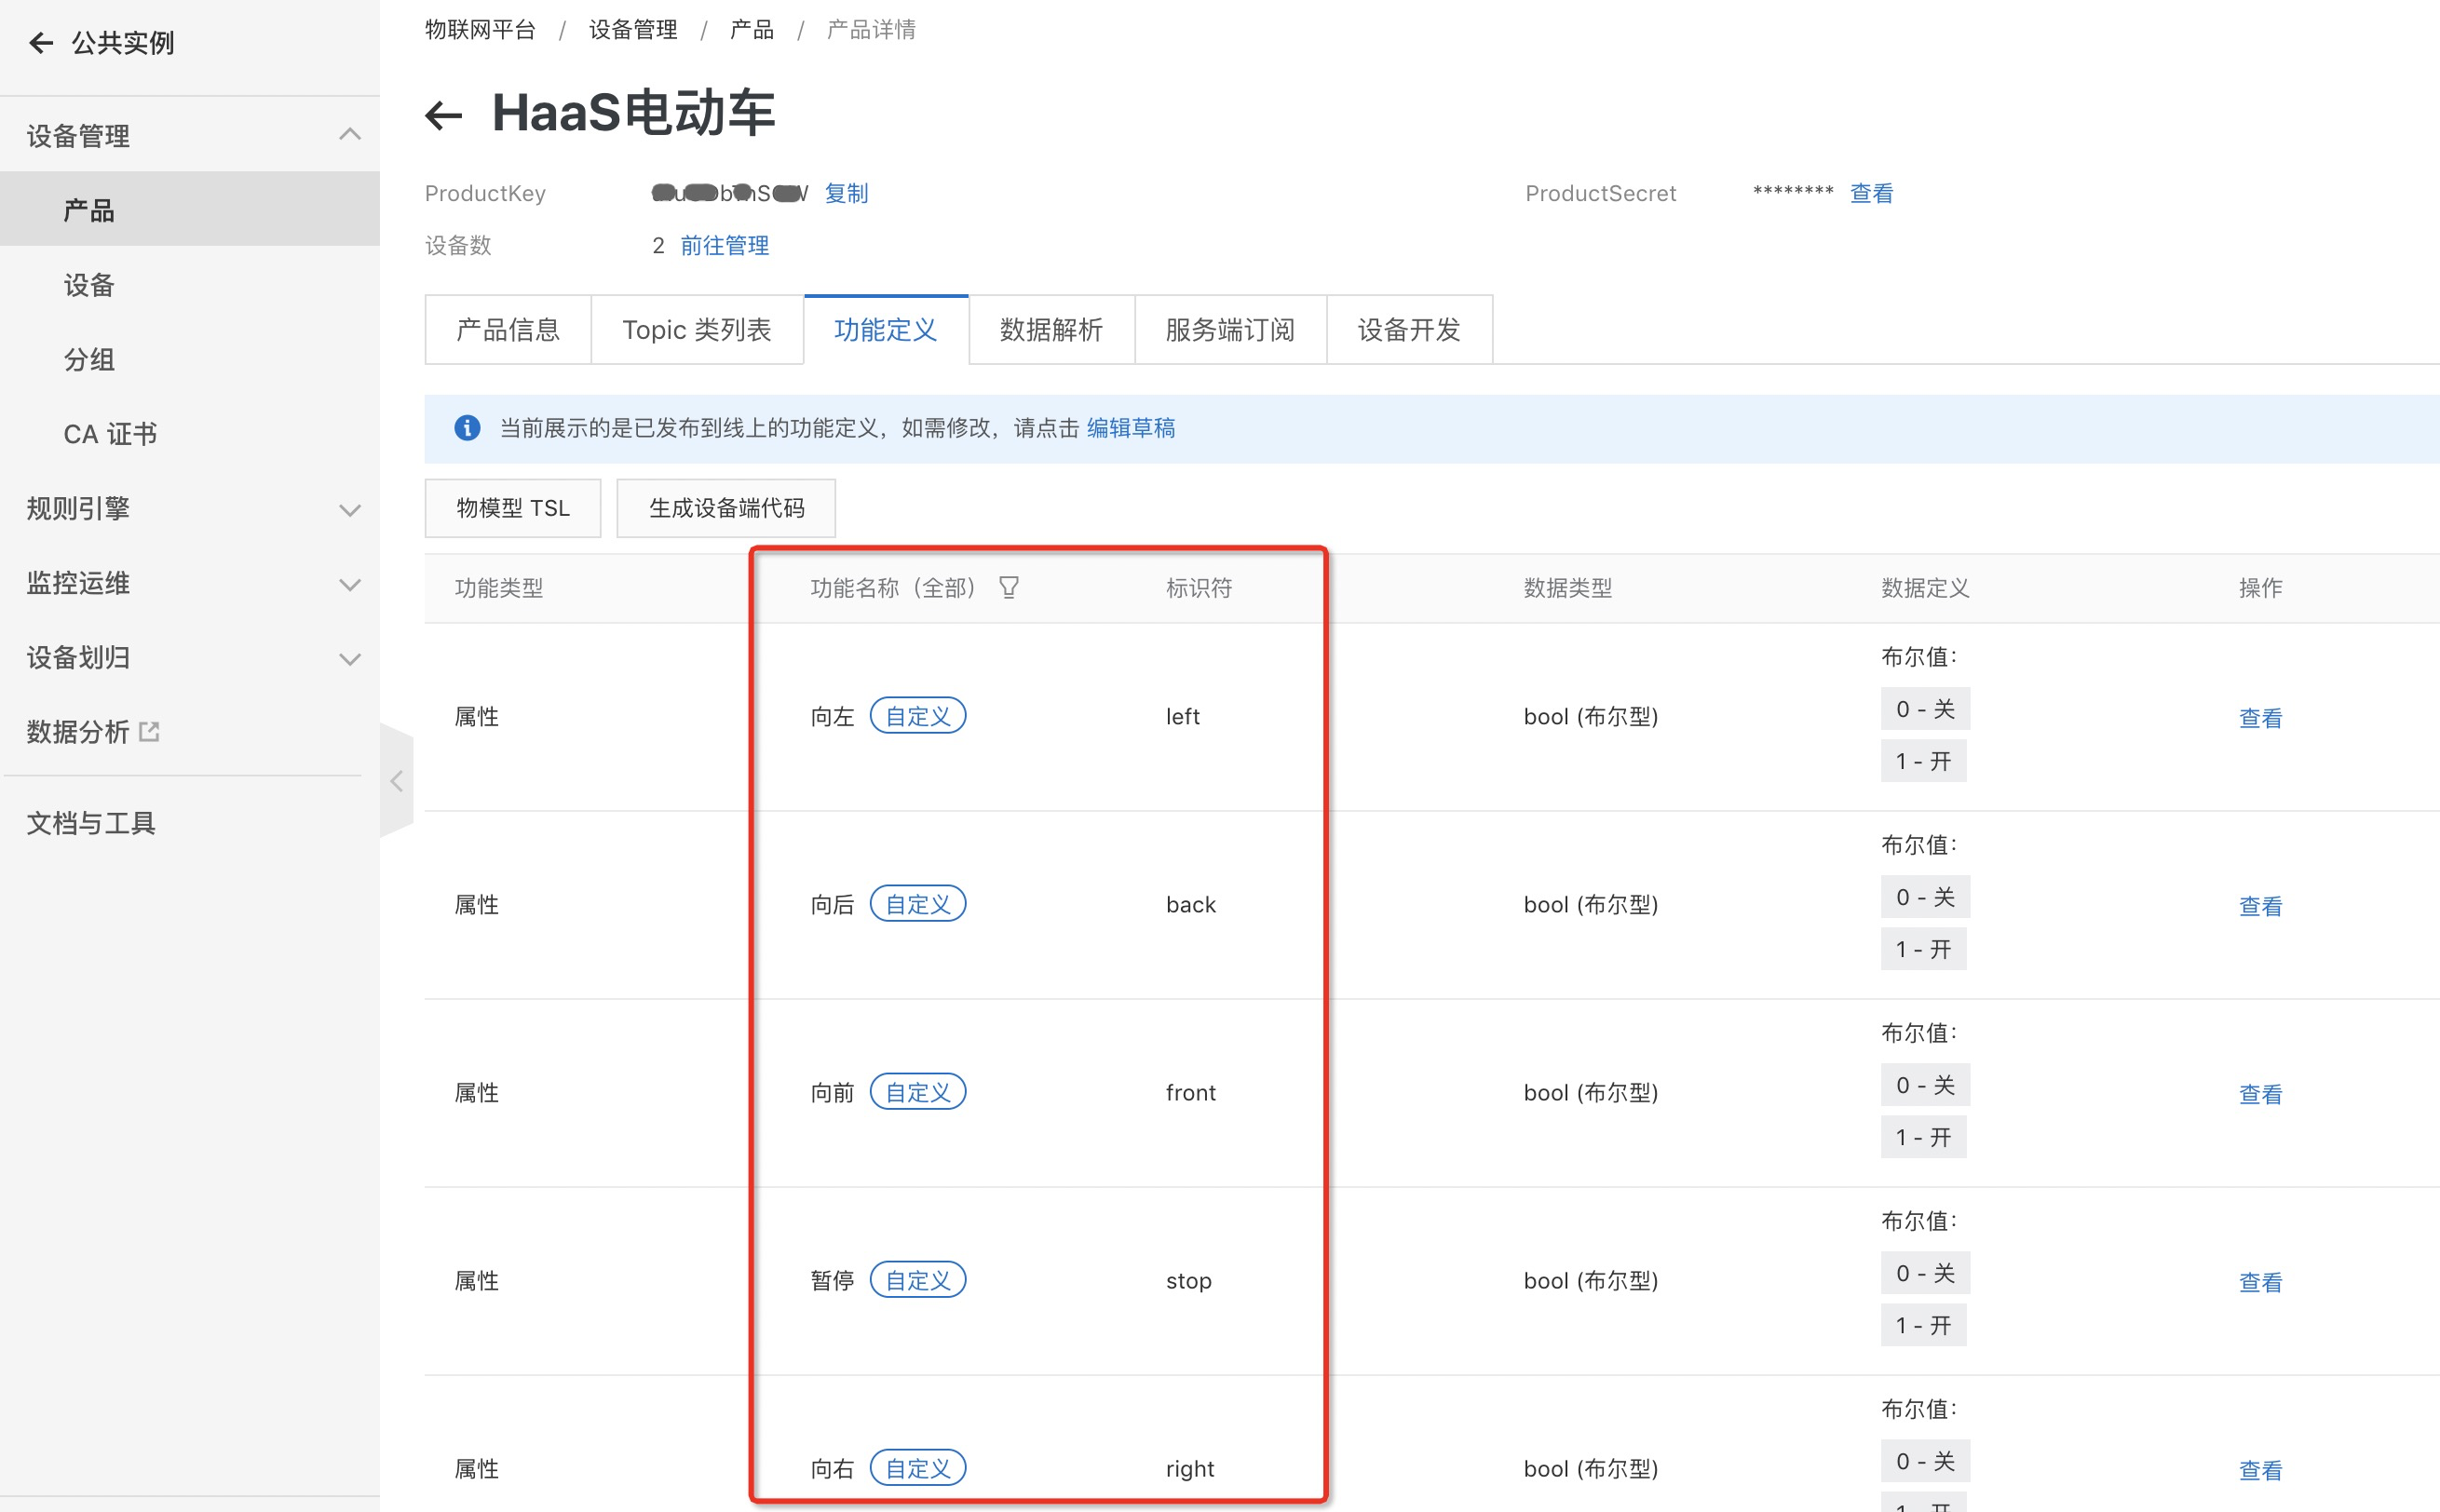 公共实例
设备管理
产品
设备
分组
CA 证书
规则引擎
监控运维
设备划归
数据分析
文档与工具
物联网平台 / 设备管理 / 产品 / 产品详情
HaaS电动车
ProductKey 复制 ProductSecret ******** 查看
设备数 2 前往管理
产品信息 Topic 类列表 功能定义 数据解析 服务端订阅 设备开发
当前展示的是已发布到线上的功能定义，如需修改，请点击 编辑草稿
物模型 TSL 生成设备端代码
功能类型 功能名称（全部） 标识符 数据类型 数据定义 操作
属性 向左 自定义 left bool (布尔型) 布尔值：
0 - 关
1 - 开
查看
属性 向后 自定义 back bool (布尔型) 布尔值：
0 - 关
1 - 开
查看
属性 向前 自定义 front bool (布尔型) 布尔值：
0 - 关
1 - 开
查看
属性 暂停 自定义 stop bool (布尔型) 布尔值：
0 - 关
1 - 开
查看
属性 向右 自定义 right bool (布尔型) 布尔值：
0 - 关
1 - 开
查看